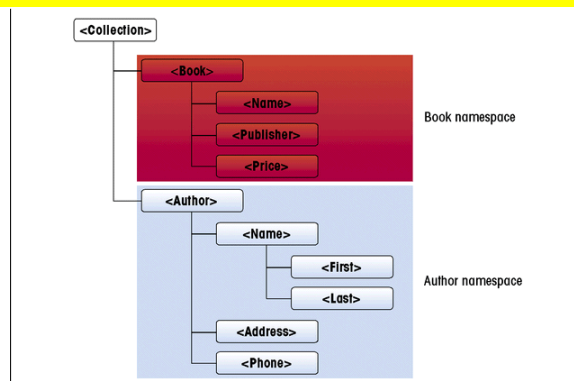 <Collection>
<Book>
<Name>
Book namespace
<Publisher>
<Price>
<Author>
<Name>
<First>
Author namespace
<Last>
<Address>
<Phone>